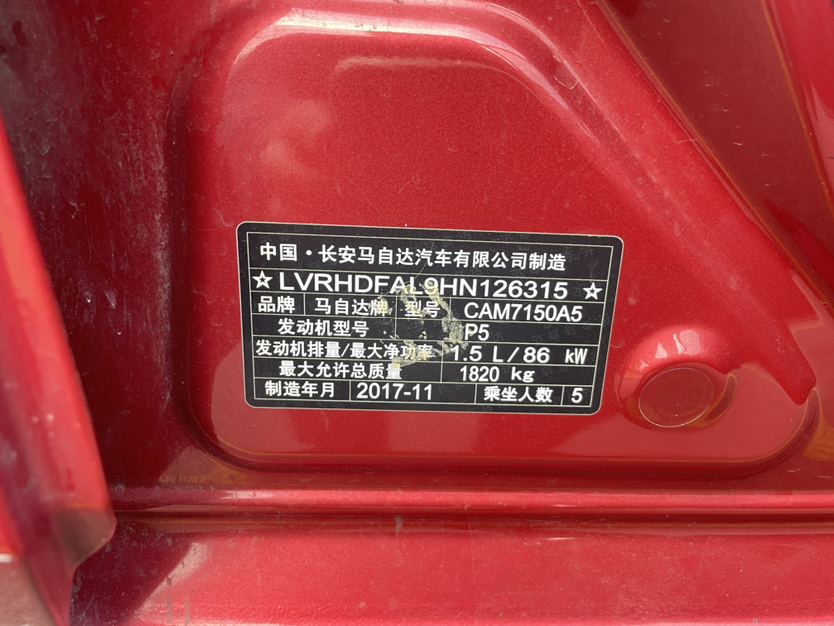 中国·长安马自达汽车有限公司制造
☆LVRHDFAL9HN126315☆
品牌 马自达牌 型号 CAM7150A5
发动机型号 P5
发动机排量/最大净功率 1.5 L/86 kW
最大允许总质量 1820 kg
制造年月 2017-11 乘坐人数 5